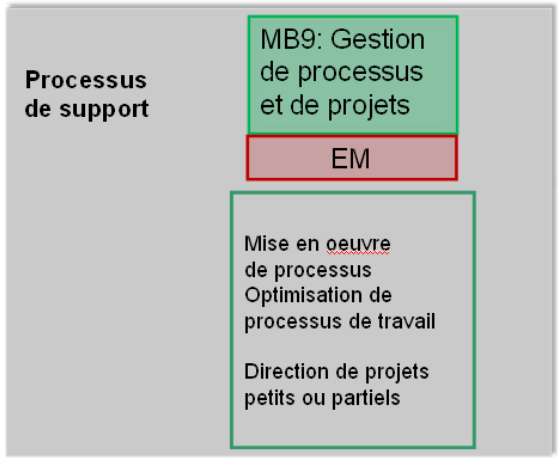 Processus
de support
MB9: Gestion
de processus
et de projets
EM
Mise en oeuvre
de processus
Optimisation de
processus de travail
Direction de projets
petits ou partiels